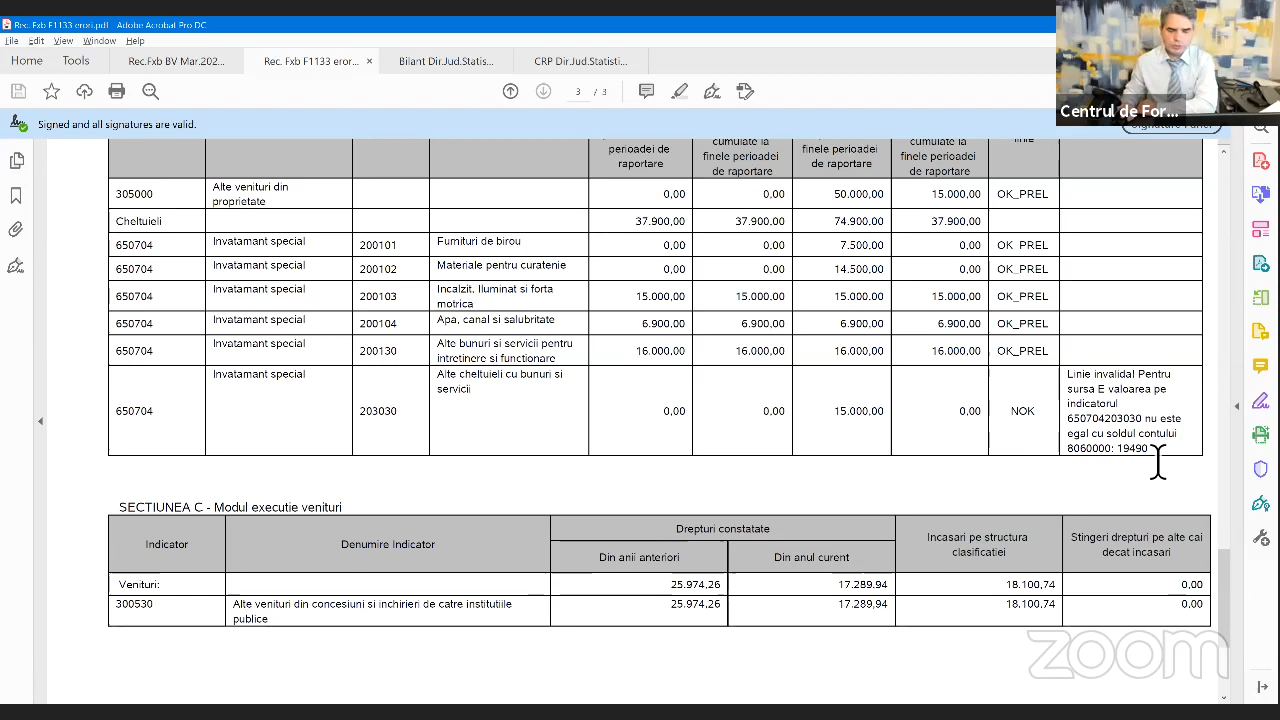 Rec. Fxb F1133 erori.pdf - Adobe Acrobat Pro DC
File Edit View Window Help
Home Tools Rec.Fxb BV Mar.202... Rec. Fxb F1133 eror... × Bilant Dir.Jud.Statis... CRP Dir.Jud.Statisti...
3 / 3
Centrul de For...
Signed and all signatures are valid.
perioadei de raportare
cumulate la finele perioadei de raportare
finele perioadei de raportare
cumulate la finele perioadei de raportare
linie
305000 Alte venituri din proprietate 0,00 0,00 50.000,00 15.000,00 OK_PREL
Cheltuieli 37.900,00 37.900,00 74.900,00 37.900,00
650704 Invatamant special 200101 Furnituri de birou 0,00 0,00 7.500,00 0,00 OK_PREL
650704 Invatamant special 200102 Materiale pentru curatenie 0,00 0,00 14.500,00 0,00 OK_PREL
650704 Invatamant special 200103 Incalzit, Iluminat si forta motrica 15.000,00 15.000,00 15.000,00 15.000,00 OK_PREL
650704 Invatamant special 200104 Apa, canal si salubritate 6.900,00 6.900,00 6.900,00 6.900,00 OK_PREL
650704 Invatamant special 200130 Alte bunuri si servicii pentru intretinere si functionare 16.000,00 16.000,00 16.000,00 16.000,00 OK_PREL
650704 Invatamant special 203030 Alte cheltuieli cu bunuri si servicii 0,00 0,00 15.000,00 0,00 NOK
Linie invalida! Pentru
sursa E valoarea pe
indicatorul
650704203030 nu este
egal cu soldul contului
8060000: 19490
SECTIUNEA C - Modul executie venituri
Indicator Denumire Indicator Drepturi constatate Incasari pe structura clasificatiei Stingeri drepturi pe alte cai decat incasari
Din anii anteriori Din anul curent
Venituri: 25.974,26 17.289,94 18.100,74 0,00
300530 Alte venituri din concesiuni si inchirieri de catre institutiile publice 25.974,26 17.289,94 18.100,74 0,00
zoom